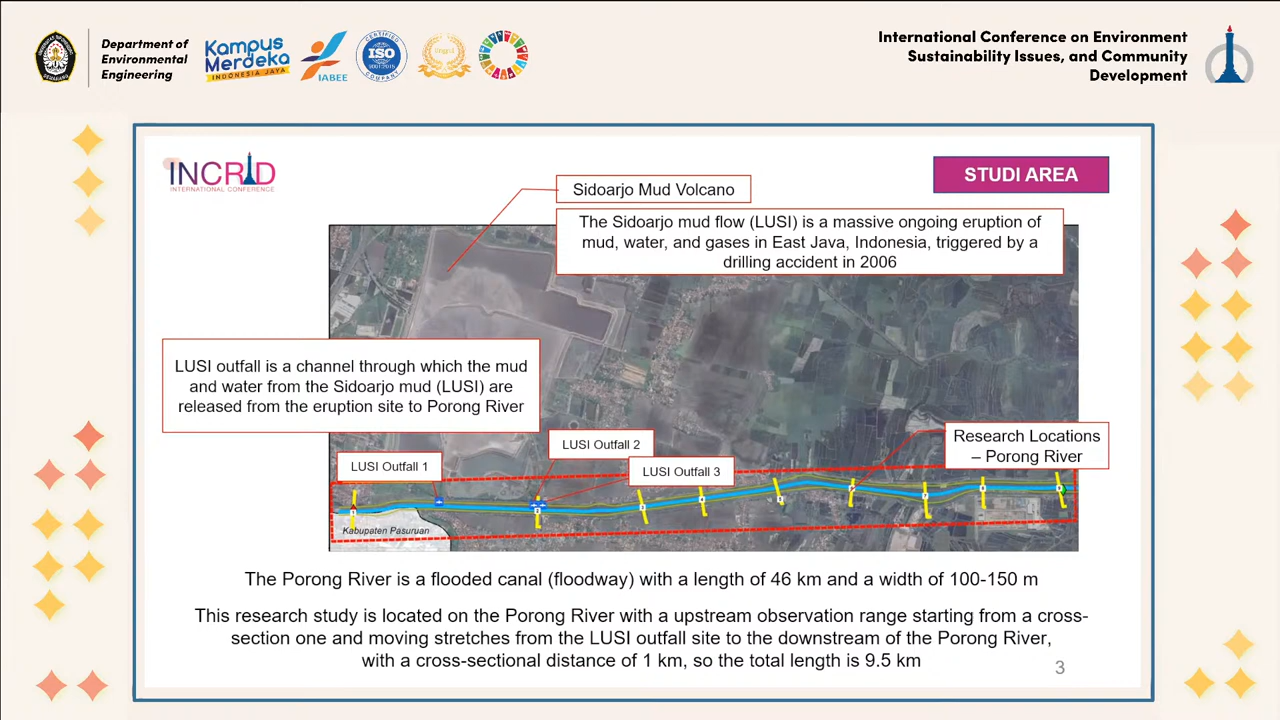 Department of
Environmental
Engineering
Kampus
Merdeka
INDONESIA JAYA
IABEE
CERTIFIED
ISO
9001:2015
COMPANY
International Conference on Environment
Sustainability Issues, and Community
Development
INCRID
INTERNATIONAL CONFERENCE
STUDI AREA
Sidoarjo Mud Volcano
The Sidoarjo mud flow (LUSI) is a massive ongoing eruption of
mud, water, and gases in East Java, Indonesia, triggered by a
drilling accident in 2006
LUSI outfall is a channel through which the mud
and water from the Sidoarjo mud (LUSI) are
released from the eruption site to Porong River
LUSI Outfall 1
LUSI Outfall 2
LUSI Outfall 3
Research Locations
– Porong River
Kabupaten Pasuruan
The Porong River is a flooded canal (floodway) with a length of 46 km and a width of 100-150 m
This research study is located on the Porong River with a upstream observation range starting from a cross-
section one and moving stretches from the LUSI outfall site to the downstream of the Porong River,
with a cross-sectional distance of 1 km, so the total length is 9.5 km
3